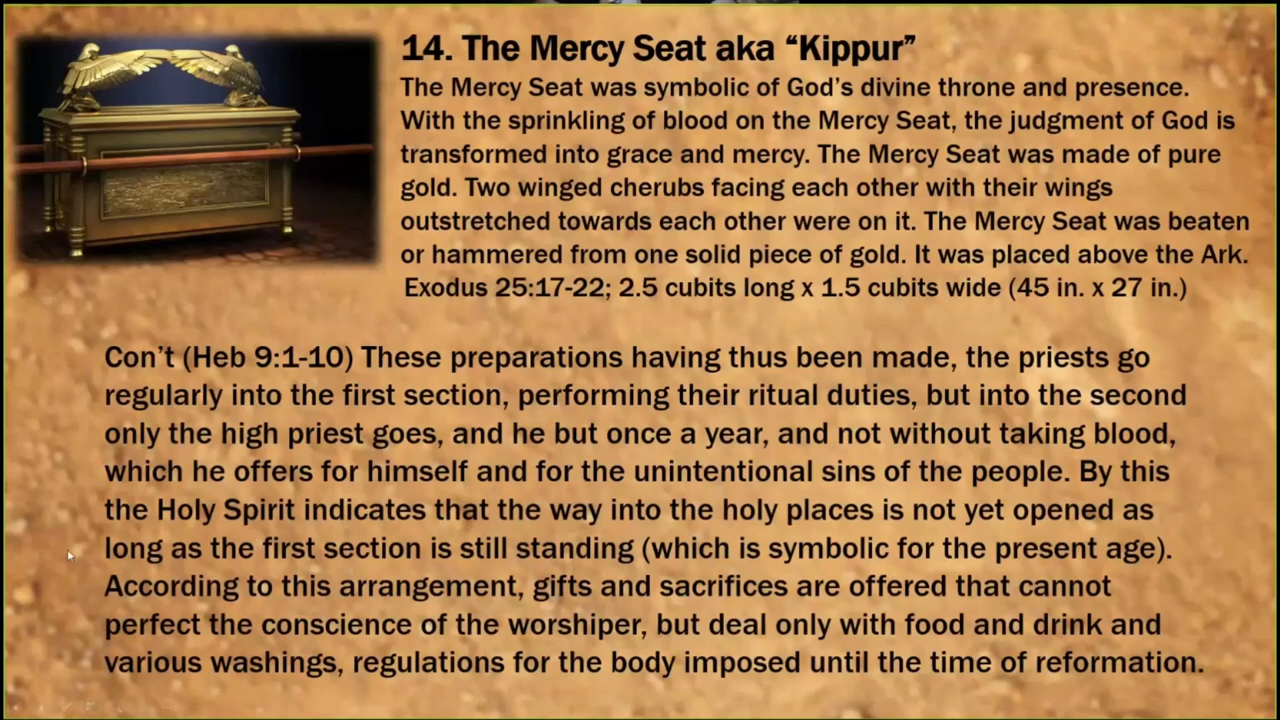 14. The Mercy Seat aka “Kippur”
The Mercy Seat was symbolic of God’s divine throne and presence.
With the sprinkling of blood on the Mercy Seat, the judgment of God is
transformed into grace and mercy. The Mercy Seat was made of pure
gold. Two winged cherubs facing each other with their wings
outstretched towards each other were on it. The Mercy Seat was beaten
or hammered from one solid piece of gold. It was placed above the Ark.
Exodus 25:17-22; 2.5 cubits long x 1.5 cubits wide (45 in. x 27 in.)
Con’t (Heb 9:1-10) These preparations having thus been made, the priests go
regularly into the first section, performing their ritual duties, but into the second
only the high priest goes, and he but once a year, and not without taking blood,
which he offers for himself and for the unintentional sins of the people. By this
the Holy Spirit indicates that the way into the holy places is not yet opened as
long as the first section is still standing (which is symbolic for the present age).
According to this arrangement, gifts and sacrifices are offered that cannot
perfect the conscience of the worshiper, but deal only with food and drink and
various washings, regulations for the body imposed until the time of reformation.